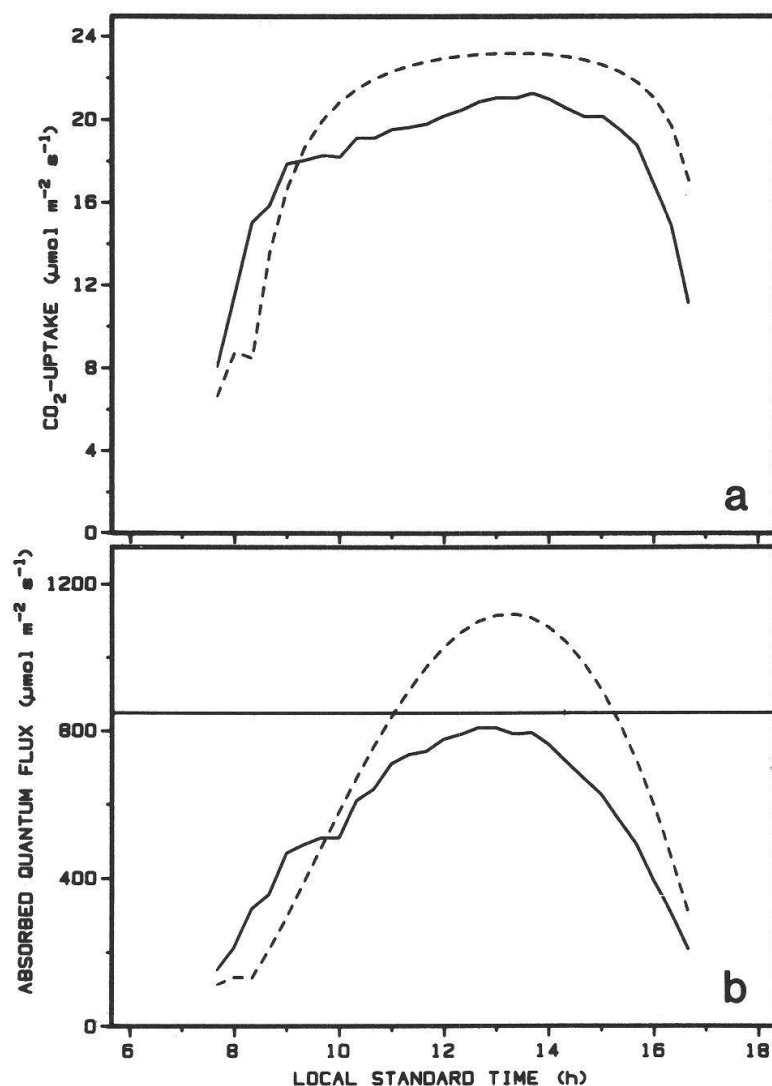 24
20
16
12
8
4
0
CO2-UPTAKE (μmol m−2 s−1)
a
1200
800
400
0
ABSORBED QUANTUM FLUX (μmol m−2 s−1)
b
6 8 10 12 14 16 18
LOCAL STANDARD TIME (h)